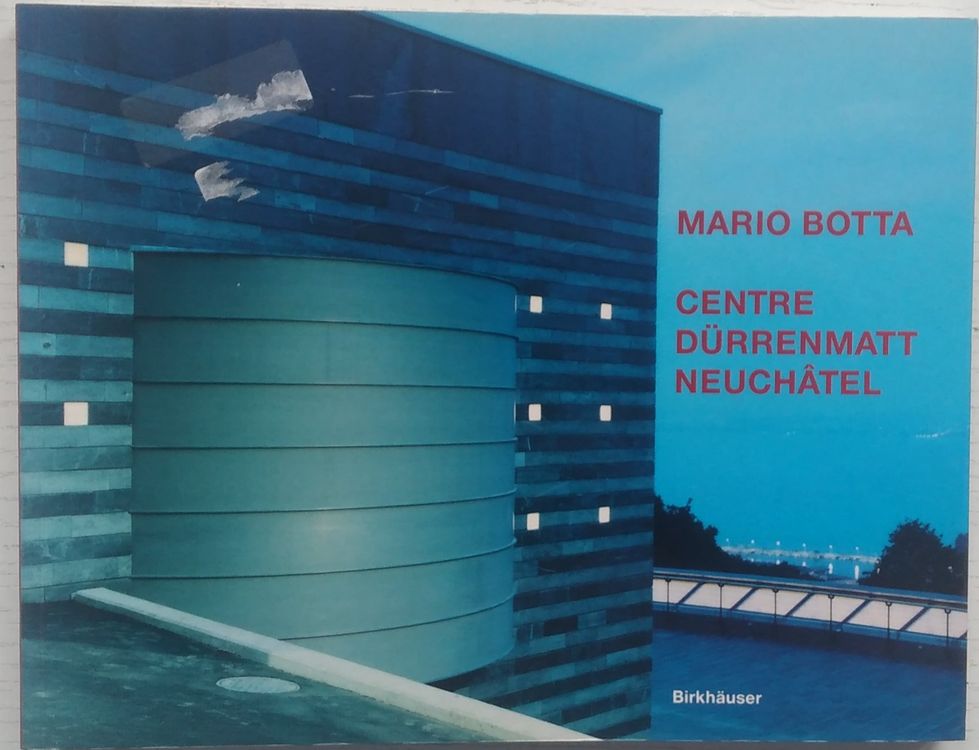 MARIO BOTTA
CENTRE
DÜRRENMATT
NEUCHÂTEL
Birkhäuser